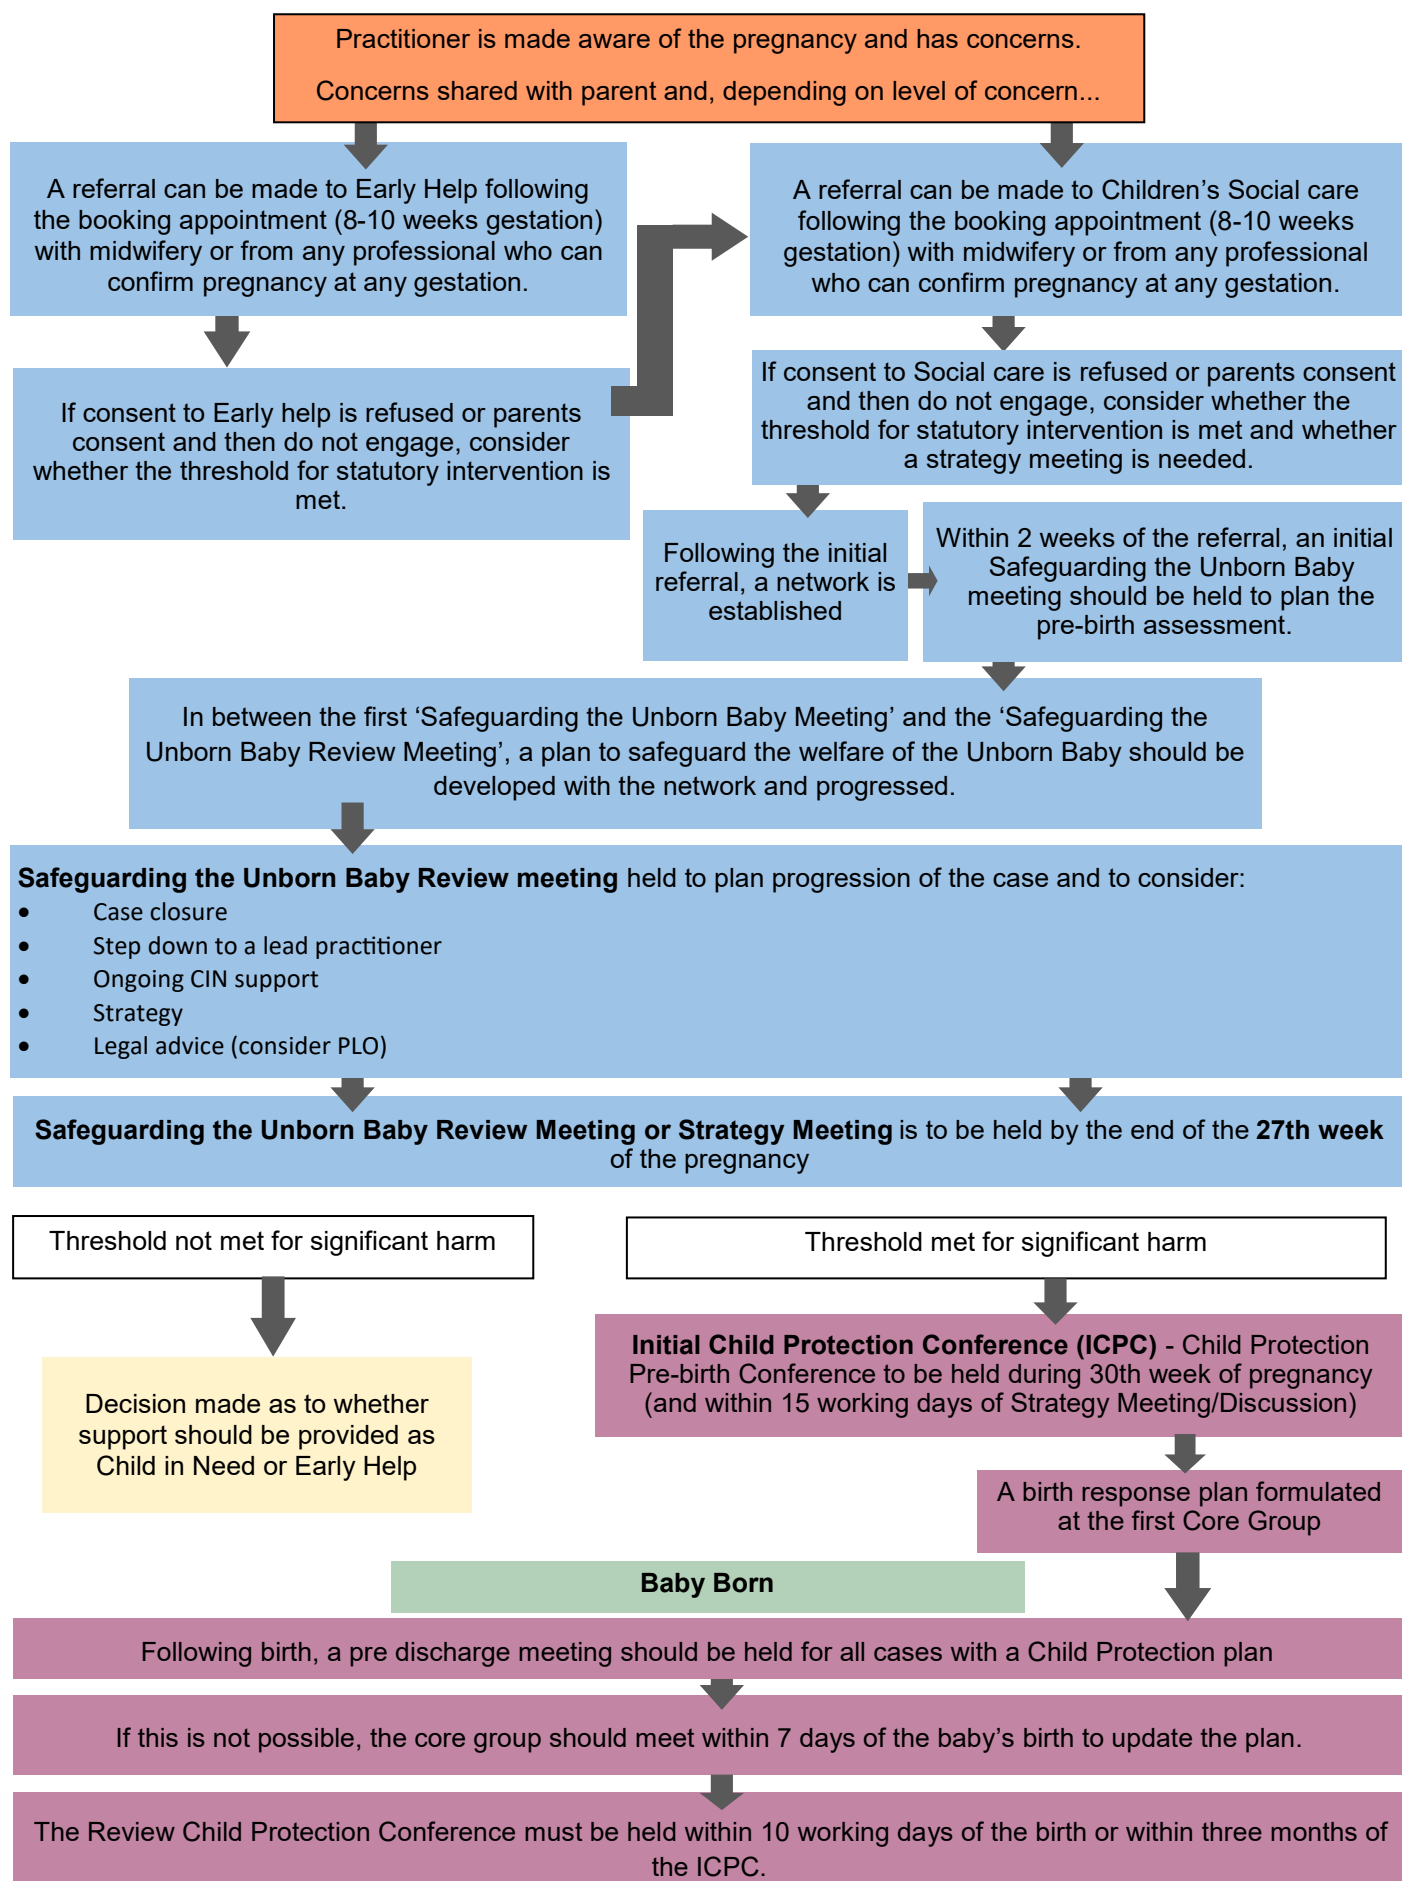 Practitioner is made aware of the pregnancy and has concerns.
Concerns shared with parent and, depending on level of concern...
A referral can be made to Early Help following
the booking appointment (8-10 weeks gestation)
with midwifery or from any professional who can
confirm pregnancy at any gestation.
A referral can be made to Children’s Social care
following the booking appointment (8-10 weeks
gestation) with midwifery or from any professional
who can confirm pregnancy at any gestation.
If consent to Early help is refused or parents
consent and then do not engage, consider
whether the threshold for statutory intervention is
met.
If consent to Social care is refused or parents consent
and then do not engage, consider whether the
threshold for statutory intervention is met and whether
a strategy meeting is needed.
Following the initial
referral, a network is
established
Within 2 weeks of the referral, an initial
Safeguarding the Unborn Baby
meeting should be held to plan the
pre-birth assessment.
In between the first ‘Safeguarding the Unborn Baby Meeting’ and the ‘Safeguarding the
Unborn Baby Review Meeting’, a plan to safeguard the welfare of the Unborn Baby should be
developed with the network and progressed.
Safeguarding the Unborn Baby Review meeting held to plan progression of the case and to consider:
• Case closure
• Step down to a lead practitioner
• Ongoing CIN support
• Strategy
• Legal advice (consider PLO)
Safeguarding the Unborn Baby Review Meeting or Strategy Meeting is to be held by the end of the 27th week
of the pregnancy
Threshold not met for significant harm
Threshold met for significant harm
Decision made as to whether
support should be provided as
Child in Need or Early Help
Initial Child Protection Conference (ICPC) - Child Protection
Pre-birth Conference to be held during 30th week of pregnancy
(and within 15 working days of Strategy Meeting/Discussion)
A birth response plan formulated
at the first Core Group
Baby Born
Following birth, a pre discharge meeting should be held for all cases with a Child Protection plan
If this is not possible, the core group should meet within 7 days of the baby’s birth to update the plan.
The Review Child Protection Conference must be held within 10 working days of the birth or within three months of
the ICPC.